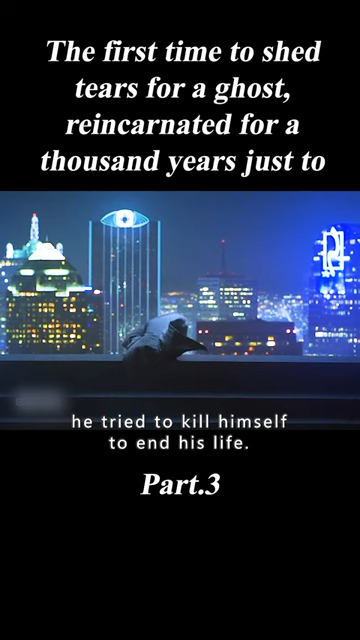 The first time to shed
tears for a ghost,
reincarnated for a
thousand years just to
he tried to kill himself
to end his life.
Part.3